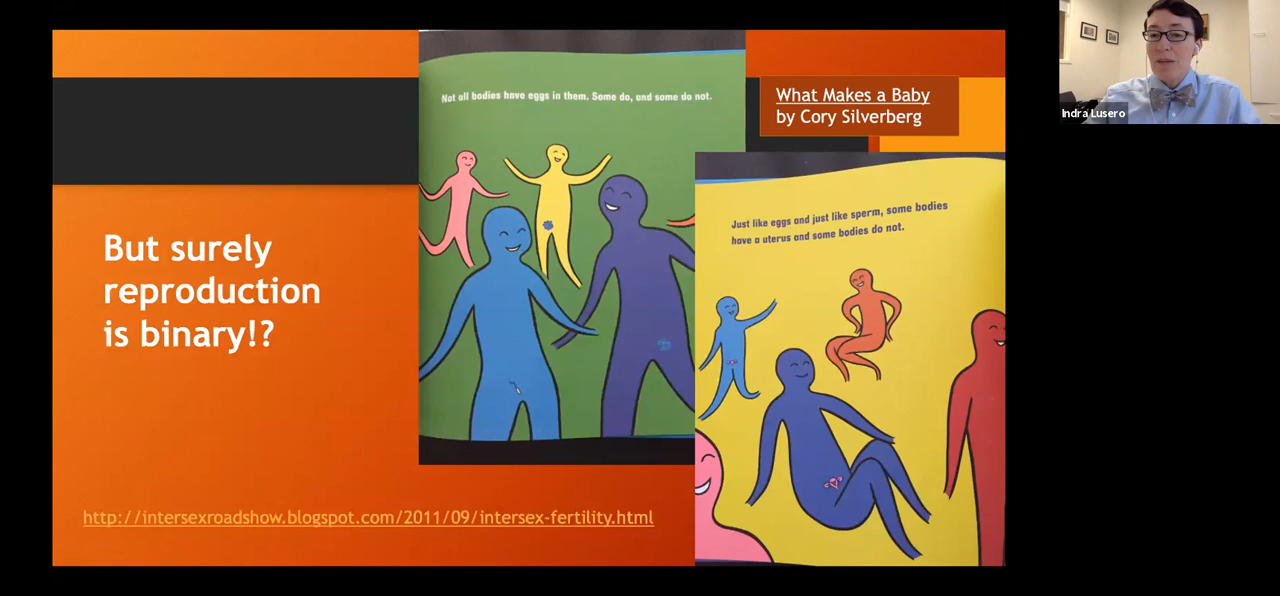 Not all bodies have eggs in them. Some do, and some do not.
What Makes a Baby
by Cory Silverberg
Indra Lusero
Just like eggs and just like sperm, some bodies
have a uterus and some bodies do not.
But surely
reproduction
is binary!?
http://intersexroadshow.blogspot.com/2011/09/intersex-fertility.html